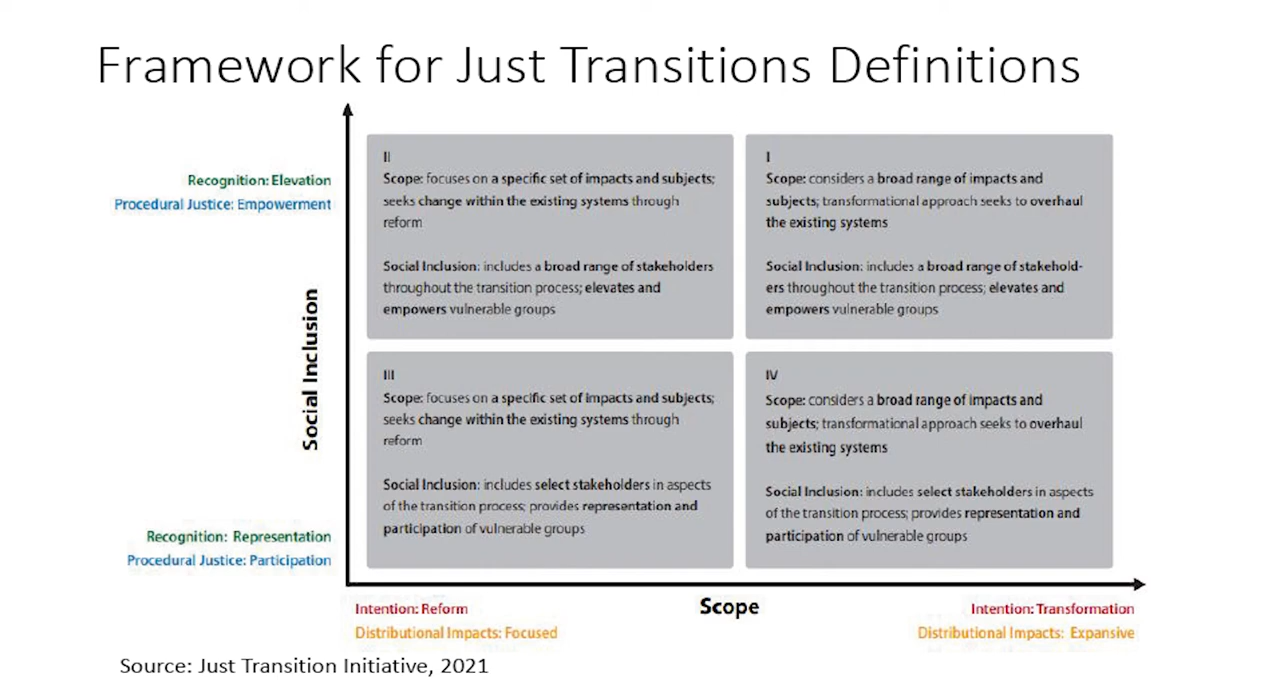 Framework for Just Transitions Definitions
Recognition: Elevation
Procedural Justice: Empowerment
Social Inclusion
Recognition: Representation
Procedural Justice: Participation
II
Scope: focuses on a specific set of impacts and subjects;
seeks change within the existing systems through
reform
Social Inclusion: includes a broad range of stakeholders
throughout the transition process; elevates and
empowers vulnerable groups
I
Scope: considers a broad range of impacts and
subjects; transformational approach seeks to overhaul
the existing systems
Social Inclusion: includes a broad range of stakehold-
ers throughout the transition process; elevates and
empowers vulnerable groups
III
Scope: focuses on a specific set of impacts and subjects;
seeks change within the existing systems through
reform
Social Inclusion: includes select stakeholders in aspects
of the transition process; provides representation and
participation of vulnerable groups
IV
Scope: considers a broad range of impacts and
subjects; transformational approach seeks to overhaul
the existing systems
Social Inclusion: includes select stakeholders in aspects
of the transition process; provides representation and
participation of vulnerable groups
Intention: Reform
Distributional Impacts: Focused
Scope
Intention: Transformation
Distributional Impacts: Expansive
Source: Just Transition Initiative, 2021